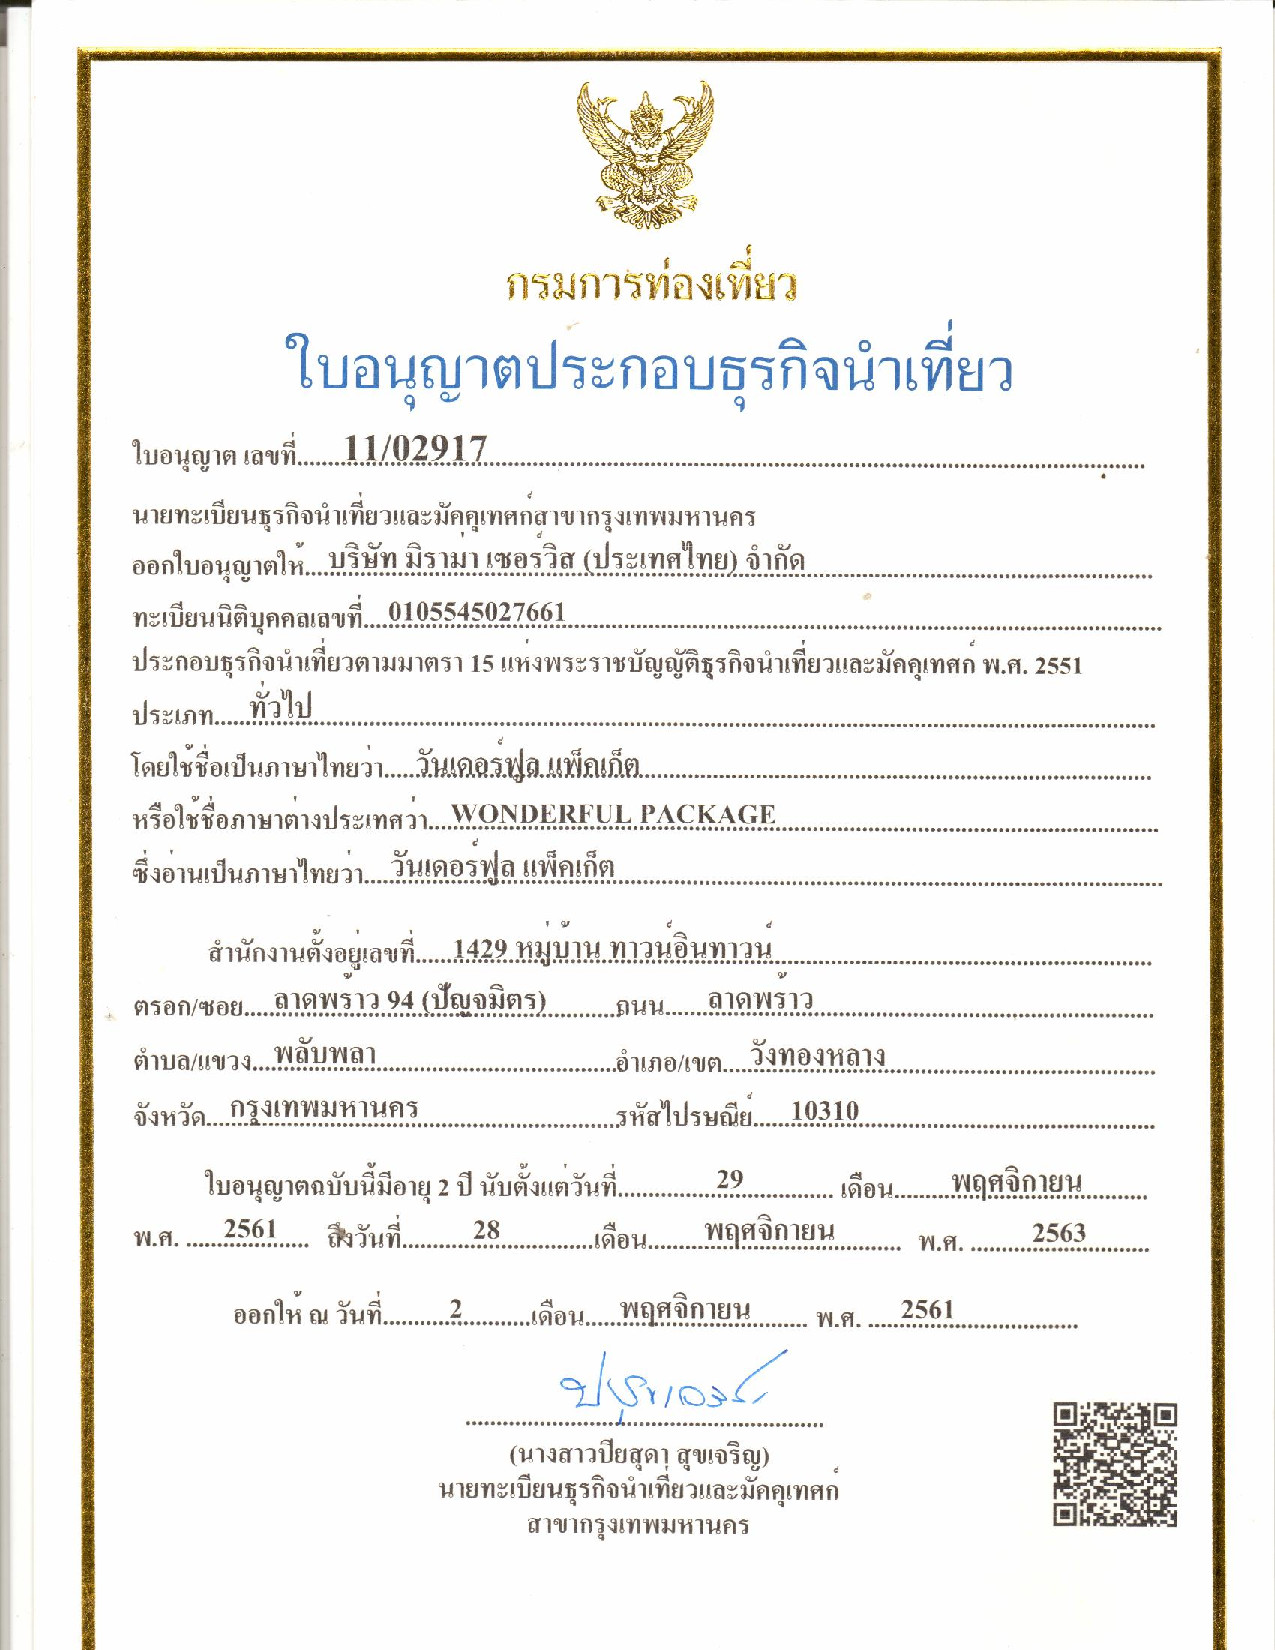 กรมการท่องเที่ยว
ใบอนุญาตประกอบธุรกิจนำเที่ยว
ใบอนุญาต เลขที่ 11/02917
นายทะเบียนธุรกิจนำเที่ยวและมัคคุเทศก์สาขากรุงเทพมหานคร
ออกใบอนุญาตให้ บริษัท มิราม่า เซอร์วิส (ประเทศไทย) จำกัด
ทะเบียนนิติบุคคลเลขที่ 0105545027661
ประกอบธุรกิจนำเที่ยวตามมาตรา 15 แห่งพระราชบัญญัติธุรกิจนำเที่ยวและมัคคุเทศก์ พ.ศ. 2551
ประเภท ทั่วไป
โดยใช้ชื่อเป็นภาษาไทยว่า วันเดอร์ฟูล แพ็คเก็ต
หรือใช้ชื่อภาษาต่างประเทศว่า WONDERFUL PACKAGE
ซึ่งอ่านเป็นภาษาไทยว่า วันเดอร์ฟูล แพ็คเก็ต
สำนักงานตั้งอยู่เลขที่ 1429 หมู่บ้าน ทาวน์อินทาวน์
ตรอก/ซอย ลาดพร้าว 94 (ปัญจมิตร) ถนน ลาดพร้าว
ตำบล/แขวง พลับพลา อำเภอ/เขต วังทองหลาง
จังหวัด กรุงเทพมหานคร รหัสไปรษณีย์ 10310
ใบอนุญาตฉบับนี้มีอายุ 2 ปี นับตั้งแต่วันที่ 29 เดือน พฤศจิกายน
พ.ศ. 2561 ถึงวันที่ 28 เดือน พฤศจิกายน พ.ศ. 2563
ออกให้ ณ วันที่ 2 เดือน พฤศจิกายน พ.ศ. 2561
(นางสาวปิยสุดา สุขเจริญ)
นายทะเบียนธุรกิจนำเที่ยวและมัคคุเทศก์
สาขากรุงเทพมหานคร